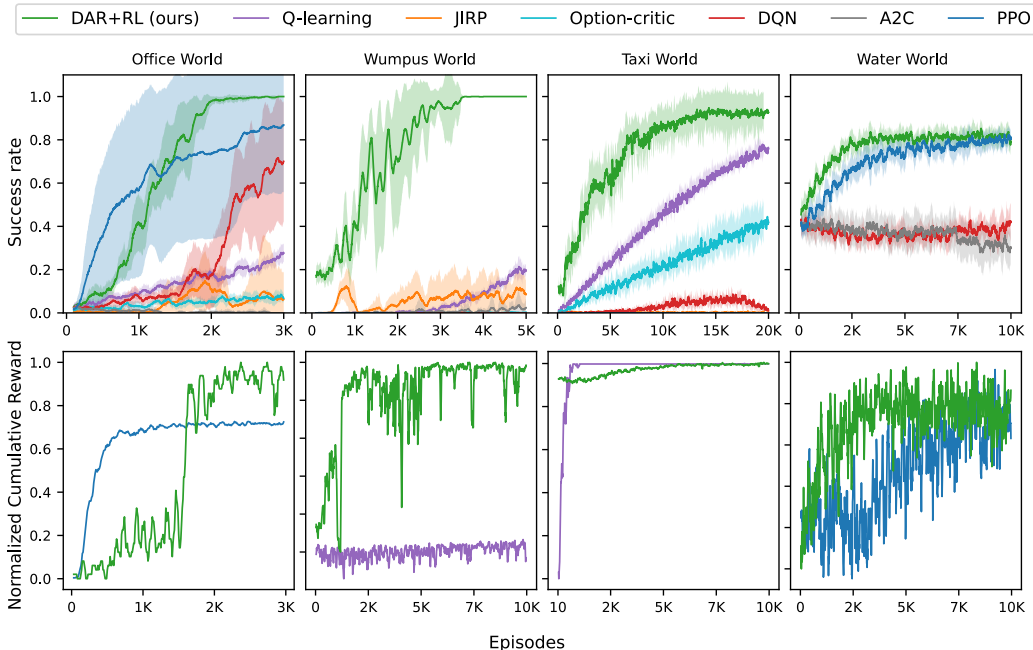 DAR+RL (ours) Q-learning JIRP Option-critic DQN A2C PPO
Office World Wumpus World Taxi World Water World
Success rate
1.0
0.8
0.6
0.4
0.2
0.0
0 1K 2K 3K
0 1K 2K 3K 4K 5K
0 5K 10K 15K 20K
0 2K 5K 7K 10K
Normalized Cumulative Reward
1.0
0.8
0.6
0.4
0.2
0.0
0 1K 2K 3K
0 2K 5K 7K 10K
10 2K 5K 7K 10K
0 2K 5K 7K 10K
Episodes